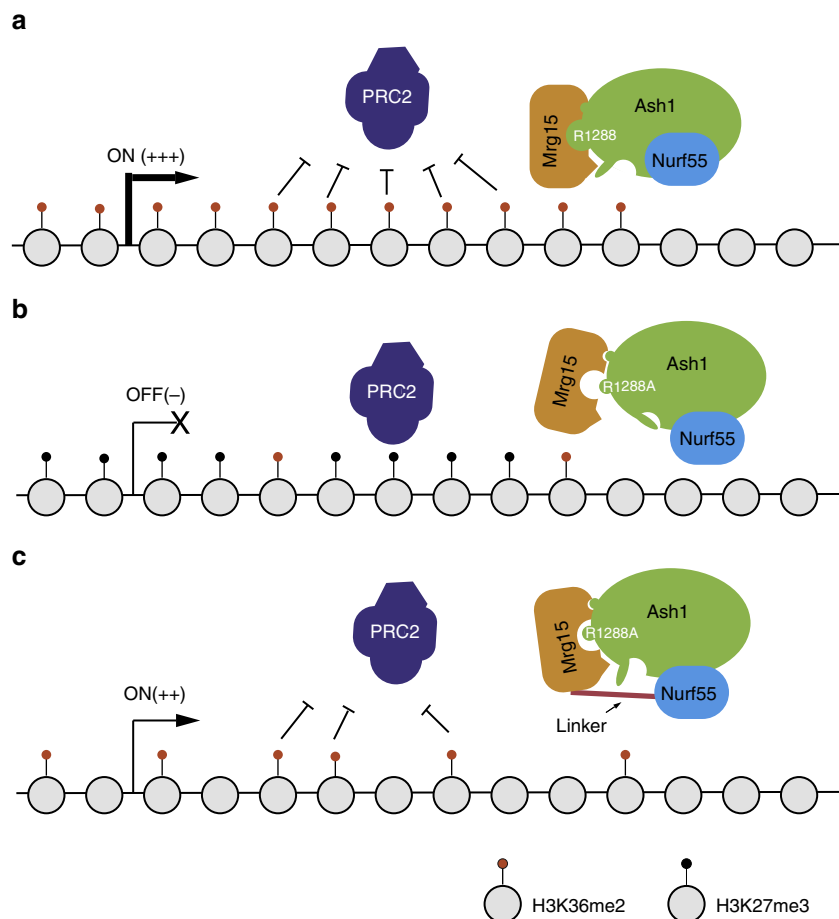 a
PRC2
Mrg15
Ash1
R1288
Nurf55
ON (+++)
b
PRC2
Mrg15
Ash1
R1288A
Nurf55
OFF(–)
X
c
PRC2
Mrg15
Ash1
R1288A
Nurf55
Linker
ON(++)
H3K36me2
H3K27me3